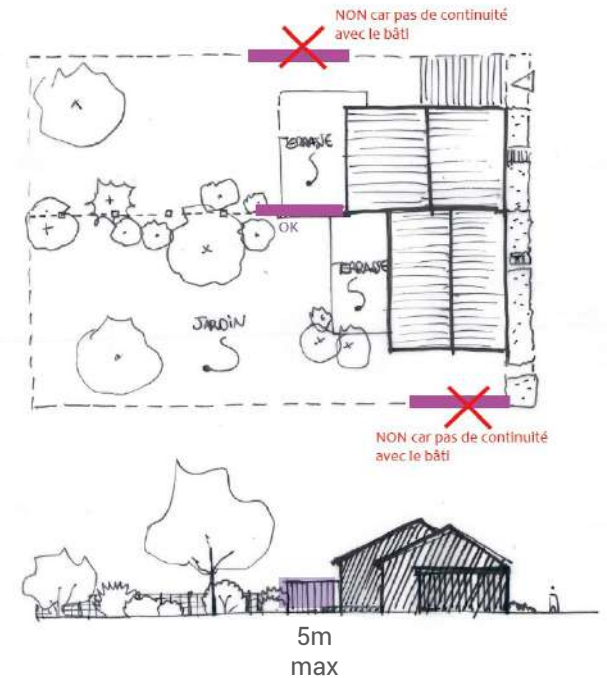 NON car pas de continuité
avec le bâti
TERRASSE
OK
TERRASSE
JARDIN
NON car pas de continuité
avec le bâti
5m
max